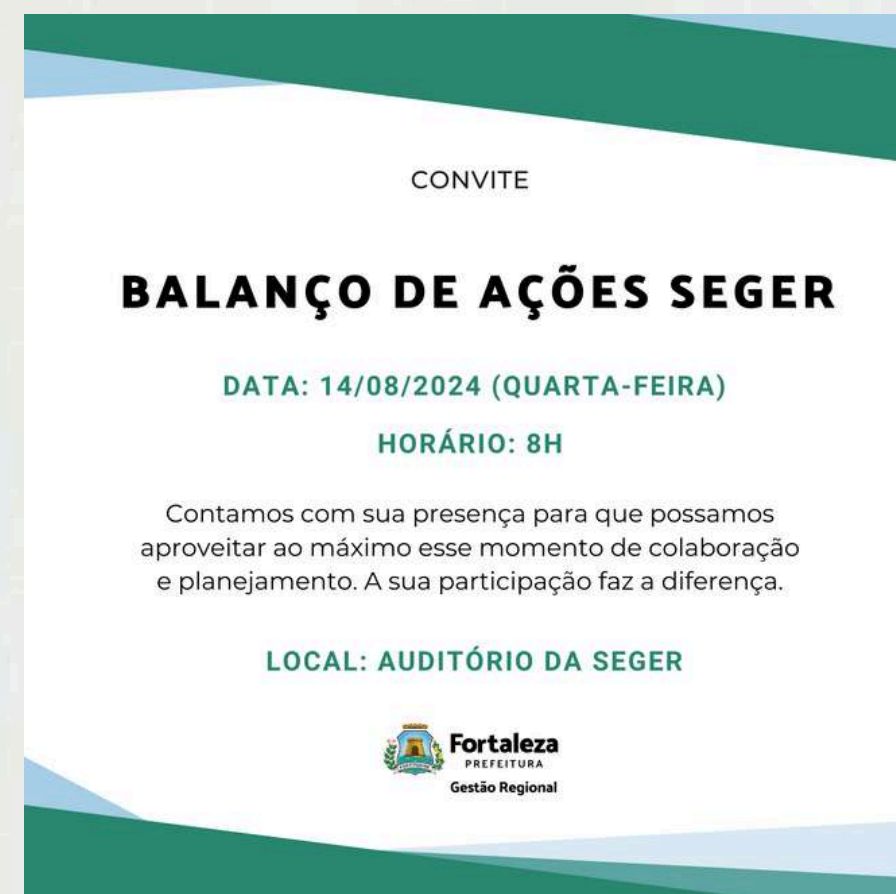 CONVITE
BALANÇO DE AÇÕES SEGER
DATA: 14/08/2024 (QUARTA-FEIRA)
HORÁRIO: 8H
Contamos com sua presença para que possamos
aproveitar ao máximo esse momento de colaboração
e planejamento. A sua participação faz a diferença.
LOCAL: AUDITÓRIO DA SEGER
Fortaleza
PREFEITURA
Gestão Regional